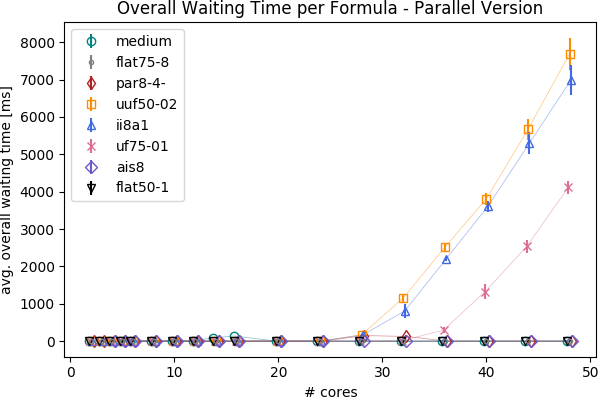 Overall Waiting Time per Formula - Parallel Version
avg. overall waiting time [ms]
8000
7000
6000
5000
4000
3000
2000
1000
0
medium
flat75-8
par8-4-
uuf50-02
ii8a1
uf75-01
ais8
flat50-1
0 10 20 30 40 50
# cores